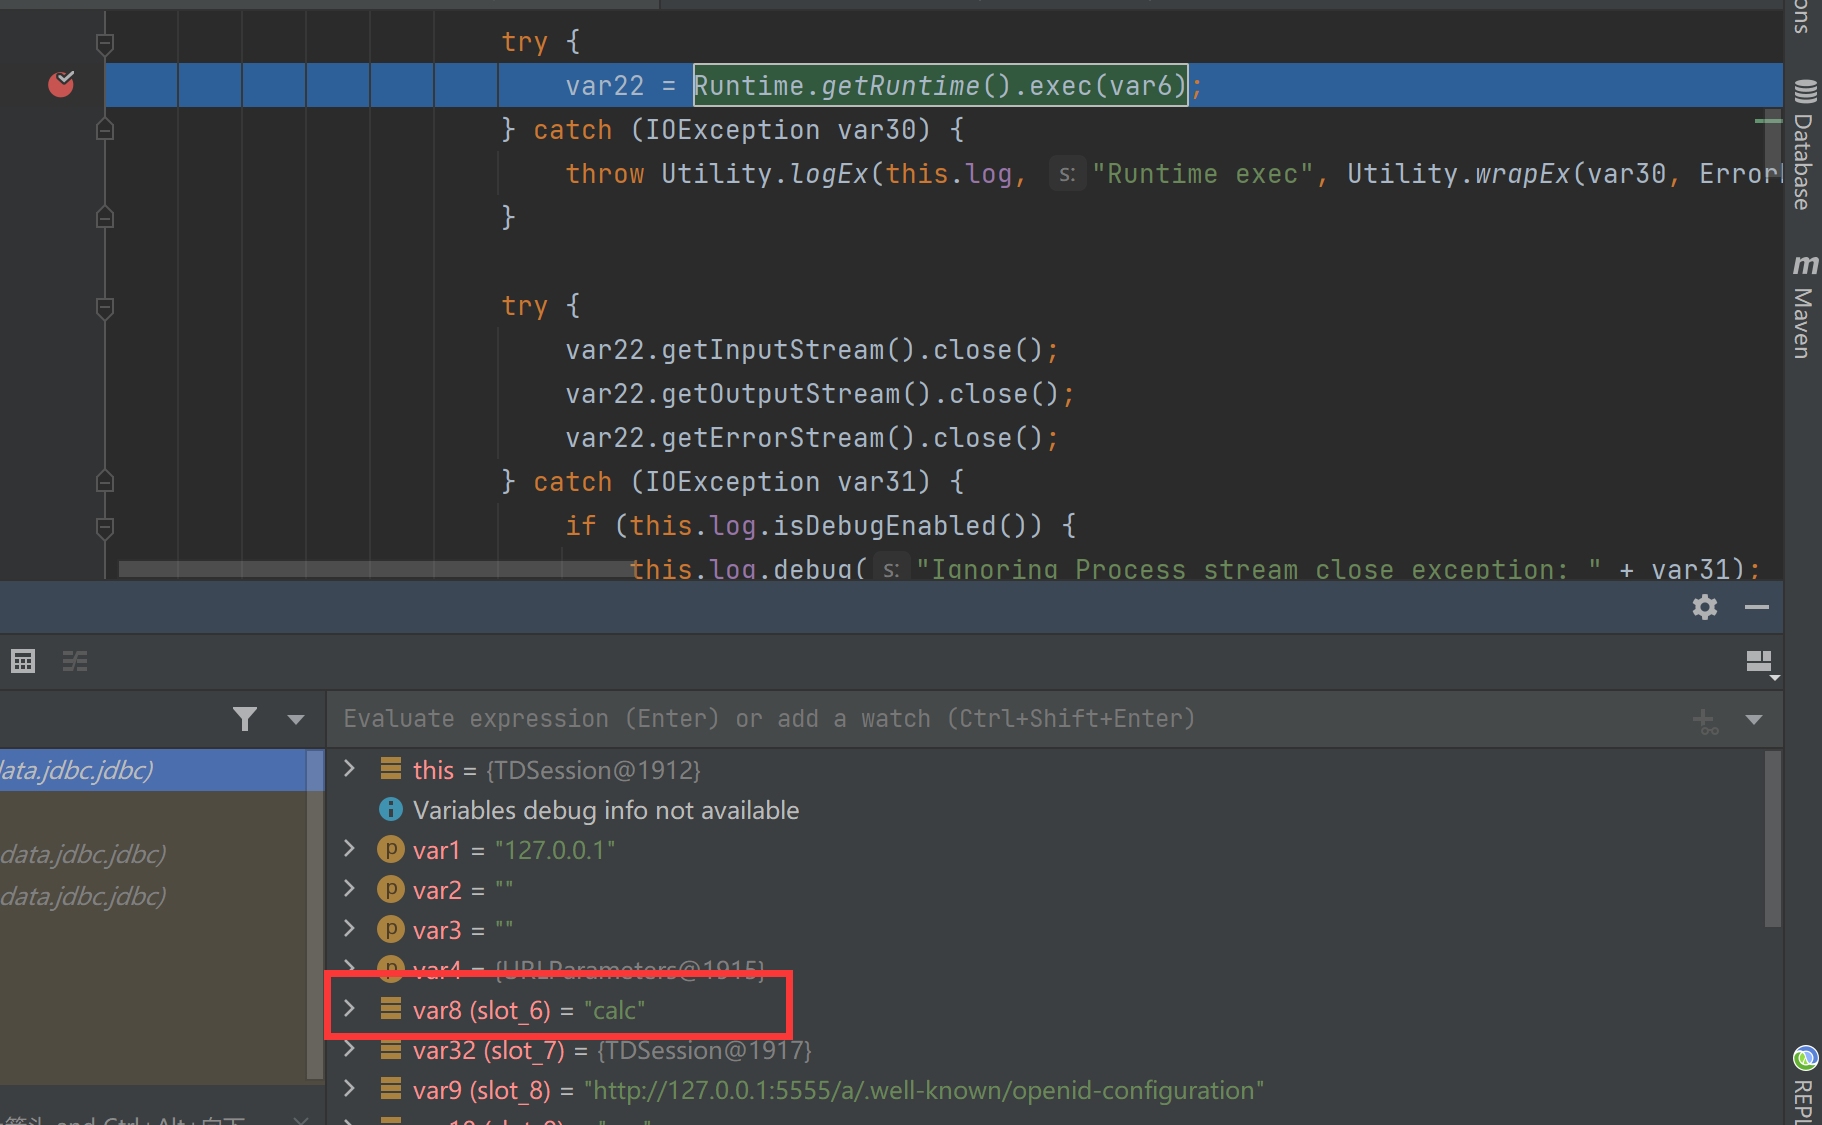 try {
var22 = Runtime.getRuntime().exec(var6);
} catch (IOException var30) {
throw Utility.logEx(this.log, s: "Runtime exec", Utility.wrapEx(var30, Error
}
try {
var22.getInputStream().close();
var22.getOutputStream().close();
var22.getErrorStream().close();
} catch (IOException var31) {
if (this.log.isDebugEnabled()) {
this.log.debug( s: "Ignoring Process stream close exception: " + var31);
ons
Database
m
Maven
Evaluate expression (Enter) or add a watch (Ctrl+Shift+Enter)
data.jdbc.jdbc)
data.jdbc.jdbc)
data.jdbc.jdbc)
this = {TDSession@1912}
Variables debug info not available
p var1 = "127.0.0.1"
p var2 = ""
p var3 = ""
p var4 = {URLParameters@1915}
var8 (slot_6) = "calc"
var32 (slot_7) = {TDSession@1917}
var9 (slot_8) = "http://127.0.0.1:5555/a/.well-known/openid-configuration"
箭头 and Ctrl+Alt+向下
REPL